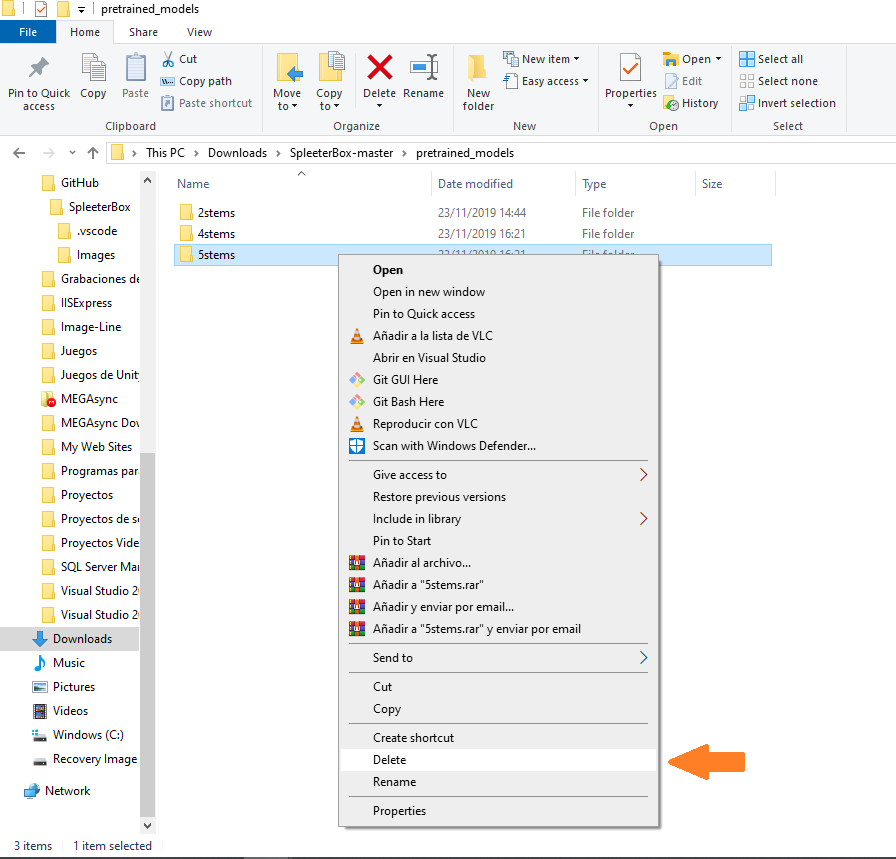 pretrained_models
File Home Share View
Pin to Quick access
Copy
Paste
Cut
Copy path
Paste shortcut
Clipboard
Move to
Copy to
Delete
Rename
Organize
New folder
New item
Easy access
New
Properties
Open
Edit
History
Open
Select all
Select none
Invert selection
Select
This PC > Downloads > SpleeterBox-master > pretrained_models
GitHub
SpleeterBox
.vscode
Images
Grabaciones de
IISExpress
Image-Line
Juegos
Juegos de Unity
MEGAsync
MEGAsync Dow
My Web Sites
Programas par
Proyectos
Proyectos de so
Proyectos Vide
SQL Server Man
Visual Studio 20
Visual Studio 20
Downloads
Music
Pictures
Videos
Windows (C:)
Recovery Image
Network
Name Date modified Type Size
2stems 23/11/2019 14:44 File folder
4stems 23/11/2019 16:21 File folder
5stems 23/11/2019 16:21 File folder
Open
Open in new window
Pin to Quick access
Añadir a la lista de VLC
Abrir en Visual Studio
Git GUI Here
Git Bash Here
Reproducir con VLC
Scan with Windows Defender...
Give access to
Restore previous versions
Include in library
Pin to Start
Añadir al archivo...
Añadir a "5stems.rar"
Añadir y enviar por email...
Añadir a "5stems.rar" y enviar por email
Send to
Cut
Copy
Create shortcut
Delete
Rename
Properties
3 items 1 item selected